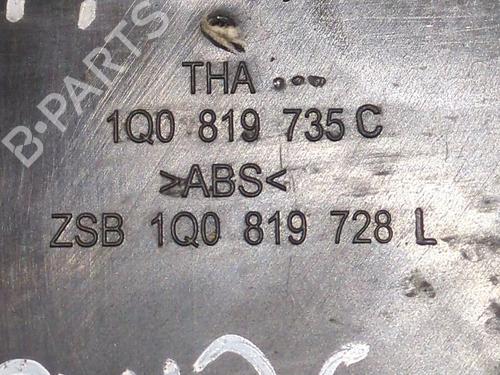 B-PARTS
THA
1Q0 819 735 C
>ABS<
ZSB 1Q0 819 728 L